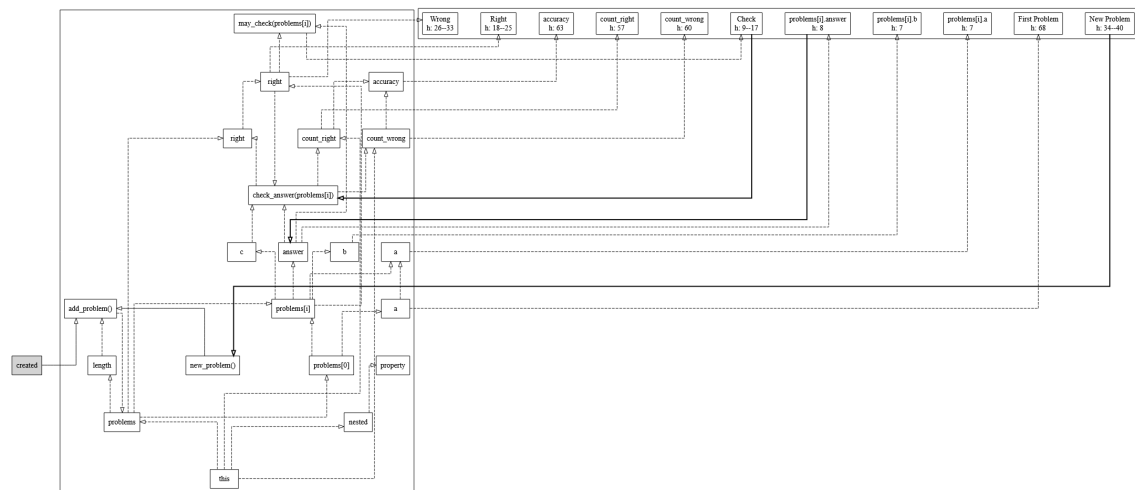 may_check(problems[i])
Wrong
h: 26--33
Right
h: 18--25
accuracy
h: 63
count_right
h: 57
count_wrong
h: 60
Check
h: 9--17
problems[i].answer
h: 8
problems[i].b
h: 7
problems[i].a
h: 7
First Problem
h: 68
New Problem
h: 34--40
right
accuracy
right
count_right
count_wrong
check_answer(problems[i])
c
answer
b
a
add_problem()
problems[i]
a
created
length
new_problem()
problems[0]
property
problems
nested
this